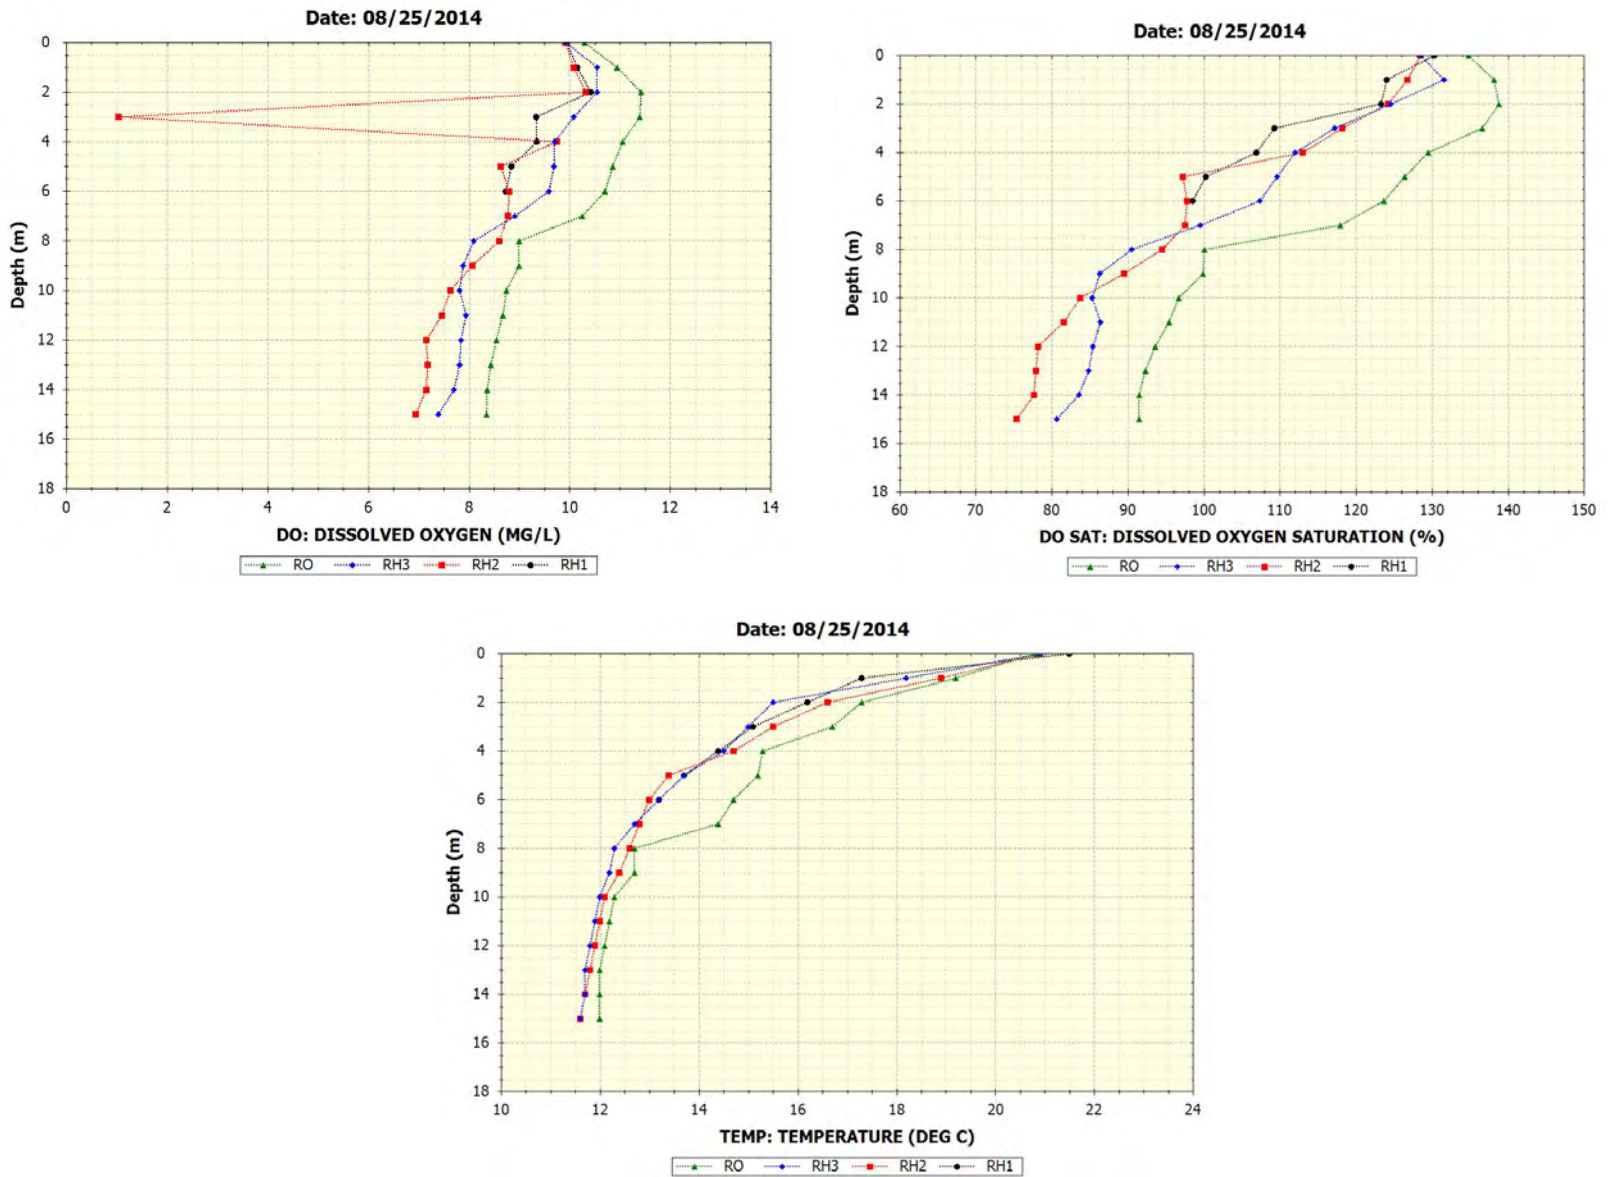 Date: 08/25/2014
0
2
4
6
8
10
12
14
16
18
Depth (m)
0 2 4 6 8 10 12 14
DO: DISSOLVED OXYGEN (MG/L)
RO RH3 RH2 RH1
Date: 08/25/2014
0
2
4
6
8
10
12
14
16
18
Depth (m)
60 70 80 90 100 110 120 130 140 150
DO SAT: DISSOLVED OXYGEN SATURATION (%)
RO RH3 RH2 RH1
Date: 08/25/2014
0
2
4
6
8
10
12
14
16
18
Depth (m)
10 12 14 16 18 20 22 24
TEMP: TEMPERATURE (DEG C)
RO RH3 RH2 RH1